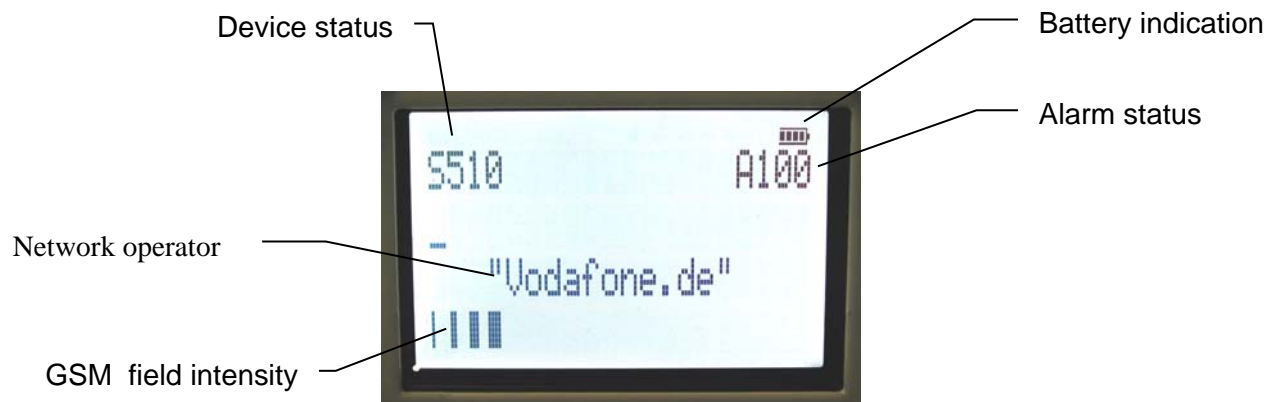 Device status
Battery indication
Alarm status
S510
A100
Network operator
"Vodafone.de"
GSM field intensity